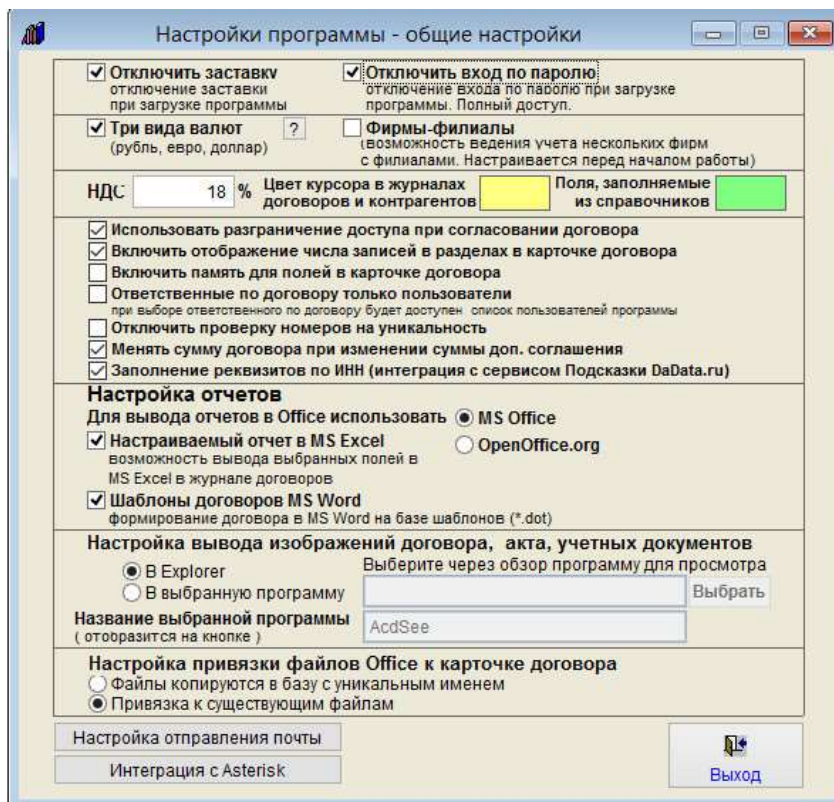 Настройки программы - общие настройки
Отключить заставку
отключение заставки
при загрузке программы
Отключить вход по паролю
отключение входа по паролю при загрузке
программы. Полный доступ.
Три вида валют
?
(рубль, евро, доллар)
Фирмы-филиалы
(возможность ведения учета нескольких фирм
с филиалами. Настраивается перед началом работы)
НДС 18 %
Цвет курсора в журналах
договоров и контрагентов
Поля, заполняемые
из справочников
Использовать разграничение доступа при согласовании договора
Включить отображение числа записей в разделах в карточке договора
Включить память для полей в карточке договора
Ответственные по договору только пользователи
при выборе ответственного по договору будет доступен список пользователей программы
Отключить проверку номеров на уникальность
Менять сумму договора при изменении суммы доп. соглашения
Заполнение реквизитов по ИНН (интеграция с сервисом Подсказки DaData.ru)
Настройка отчетов
Для вывода отчетов в Office использовать
MS Office
OpenOffice.org
Настраиваемый отчет в MS Excel
возможность вывода выбранных полей в
MS Excel в журнале договоров
Шаблоны договоров MS Word
формирование договора в MS Word на базе шаблонов (*.dot)
Настройка вывода изображений договора, акта, учетных документов
В Explorer
В выбранную программу
Выберите через обзор программу для просмотра
Выбрать
Название выбранной программы
( отобразится на кнопке )
AcdSee
Настройка привязки файлов Office к карточке договора
Файлы копируются в базу с уникальным именем
Привязка к существующим файлам
Настройка отправления почты
Интеграция с Asterisk
Выход